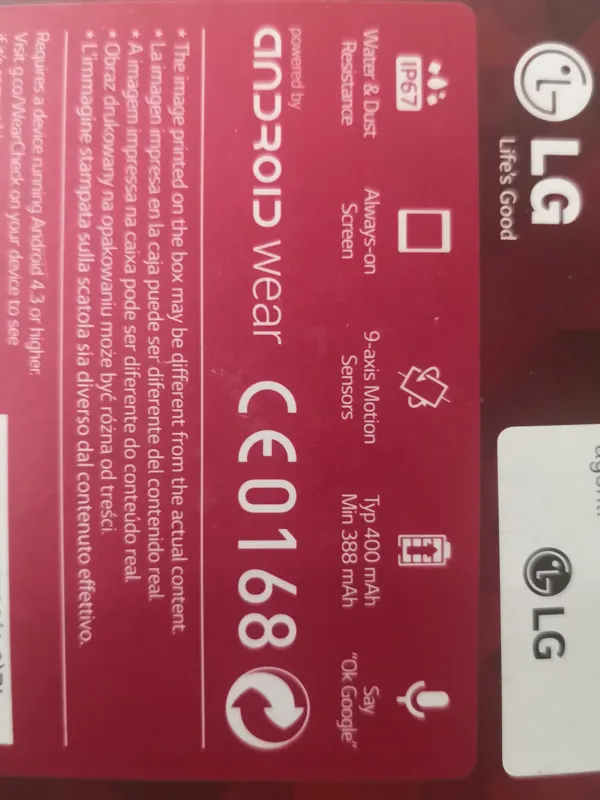 LG
Life's Good
IP67
Water & Dust
Resistance
Always-on
Screen
9-axis Motion
Sensors
Typ 400 mAh
Min 388 mAh
Say
"Ok Google"
powered by
android wear
CE0168
* The image printed on the box may be different from the actual content.
* La imagen impresa en la caja puede ser diferente del contenido real.
* A imagem impressa na caixa pode ser diferente do conteúdo real.
* Obraz drukowany na opakowaniu może być różna od treści.
* L'immagine stampata sulla scatola sia diverso dal contenuto effettivo.
Requires a device running Android 4.3 or higher.
Visit g.co/WearCheck on your device to see
LG